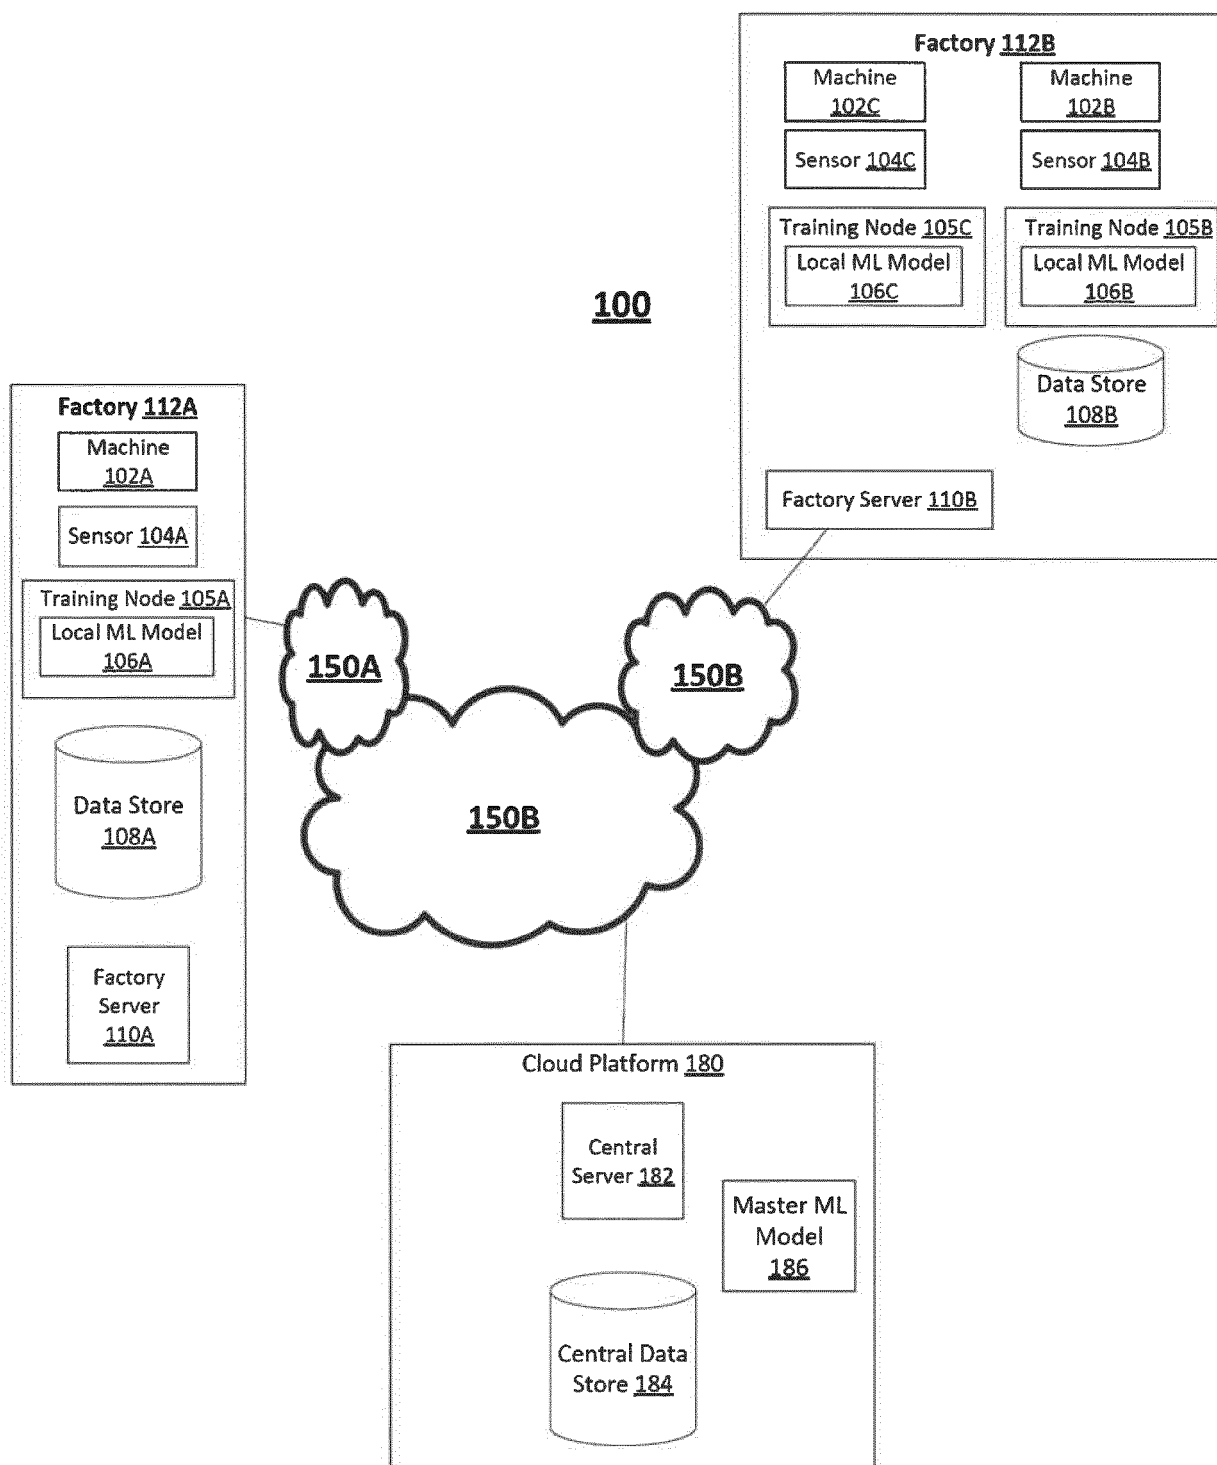 Factory 112B
Machine
102C
Machine
102B
Sensor 104C
Sensor 104B
Training Node 105C
Local ML Model
106C
Training Node 105B
Local ML Model
106B
Data Store
108B
Factory Server 110B
100
Factory 112A
Machine
102A
Sensor 104A
Training Node 105A
Local ML Model
106A
Data Store
108A
Factory
Server
110A
150A
150B
150B
Cloud Platform 180
Central
Server 182
Master ML
Model
186
Central Data
Store 184